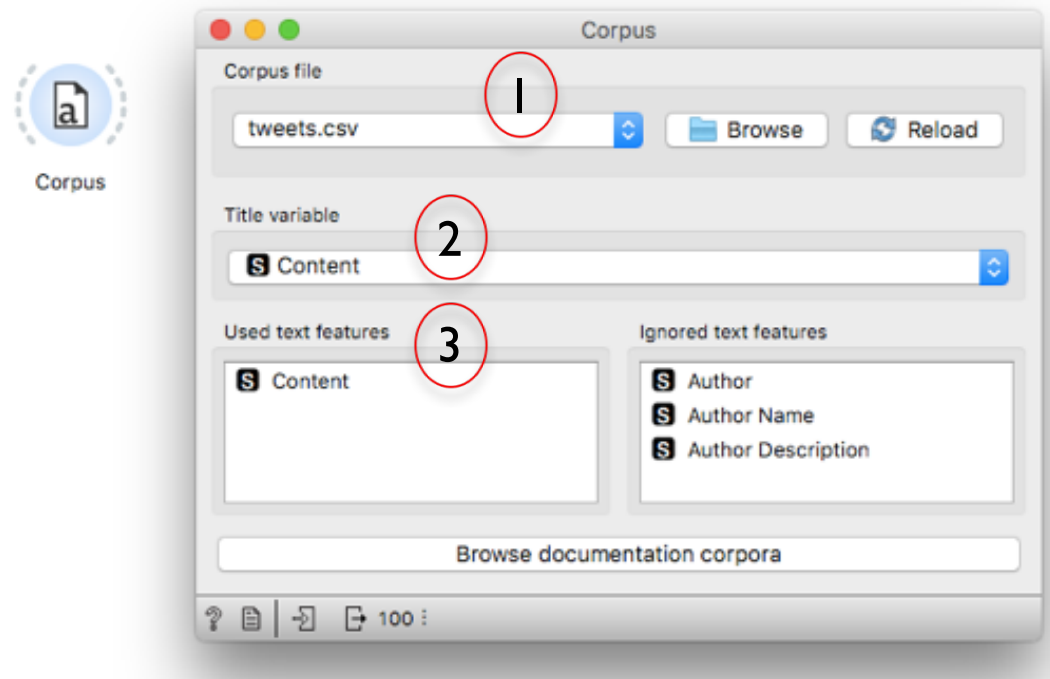 Corpus
Corpus file
1
tweets.csv
Browse
Reload
a
Corpus
Title variable
2
S Content
Used text features
3
Ignored text features
S Content
S Author
S Author Name
S Author Description
Browse documentation corpora
? 100